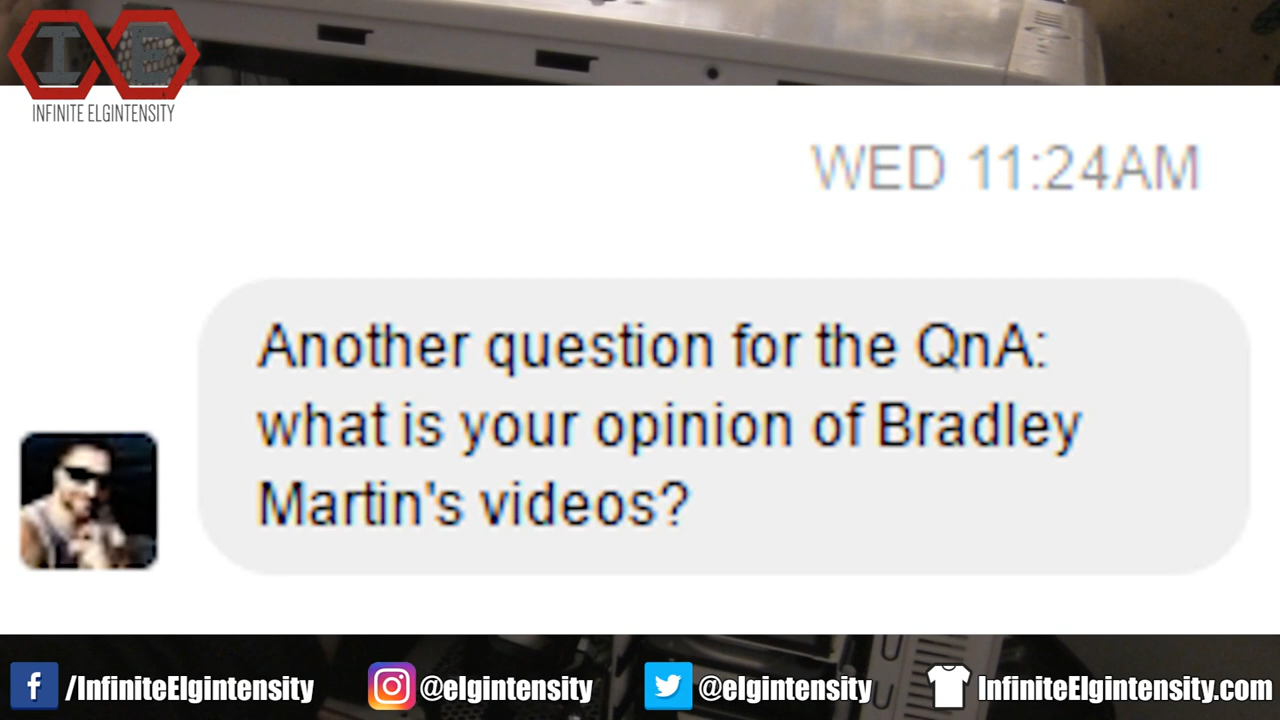 I E
INFINITE ELGINTENSITY
WED 11:24AM
Another question for the QnA:
what is your opinion of Bradley
Martin's videos?
f /InfiniteElgintensity @elgintensity @elgintensity InfiniteElgintensity.com